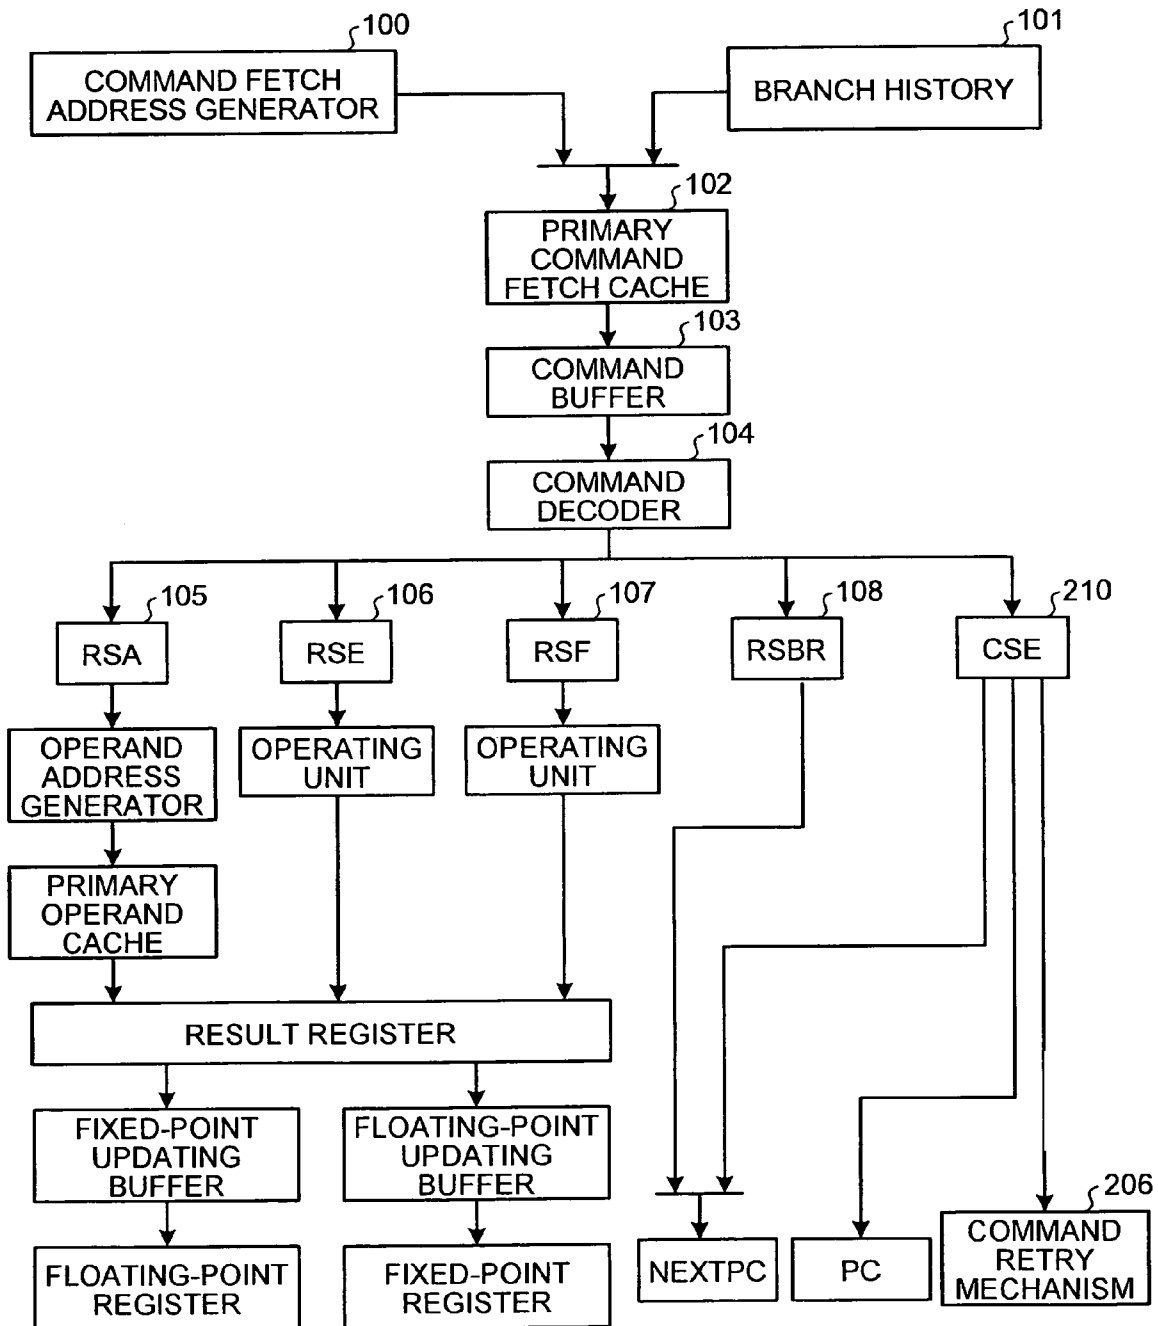 100
COMMAND FETCH
ADDRESS GENERATOR
101
BRANCH HISTORY
102
PRIMARY
COMMAND
FETCH CACHE
103
COMMAND
BUFFER
104
COMMAND
DECODER
105
RSA
106
RSE
107
RSF
108
RSBR
210
CSE
OPERAND
ADDRESS
GENERATOR
OPERATING
UNIT
OPERATING
UNIT
PRIMARY
OPERAND
CACHE
RESULT REGISTER
FIXED-POINT
UPDATING
BUFFER
FLOATING-POINT
UPDATING
BUFFER
FLOATING-POINT
REGISTER
FIXED-POINT
REGISTER
NEXTPC
PC
206
COMMAND
RETRY
MECHANISM